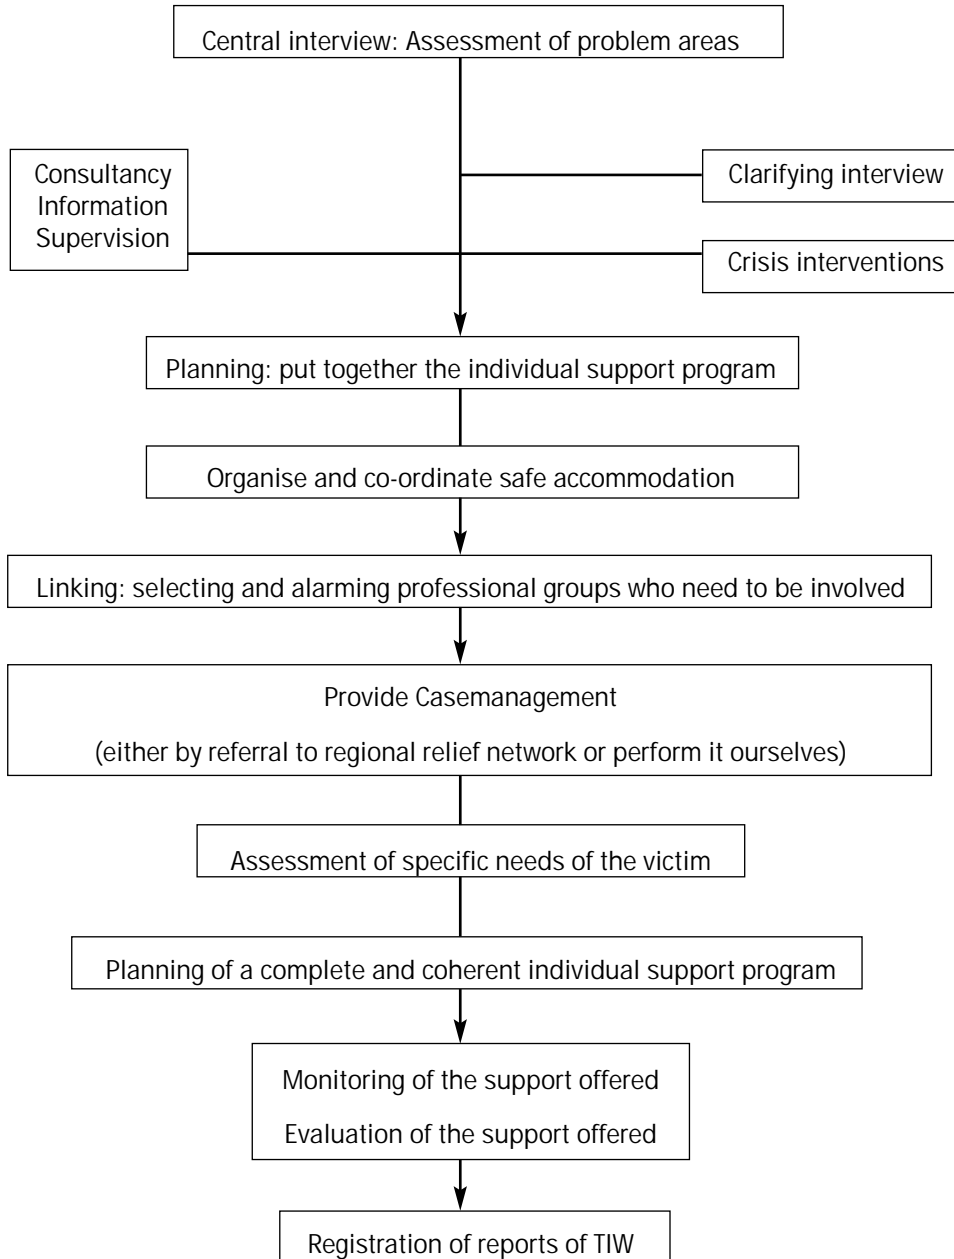 Central interview: Assessment of problem areas
Consultancy
Information
Supervision
Clarifying interview
Crisis interventions
Planning: put together the individual support program
Organise and co-ordinate safe accommodation
Linking: selecting and alarming professional groups who need to be involved
Provide Casemanagement
(either by referral to regional relief network or perform it ourselves)
Assessment of specific needs of the victim
Planning of a complete and coherent individual support program
Monitoring of the support offered
Evaluation of the support offered
Registration of reports of TIW